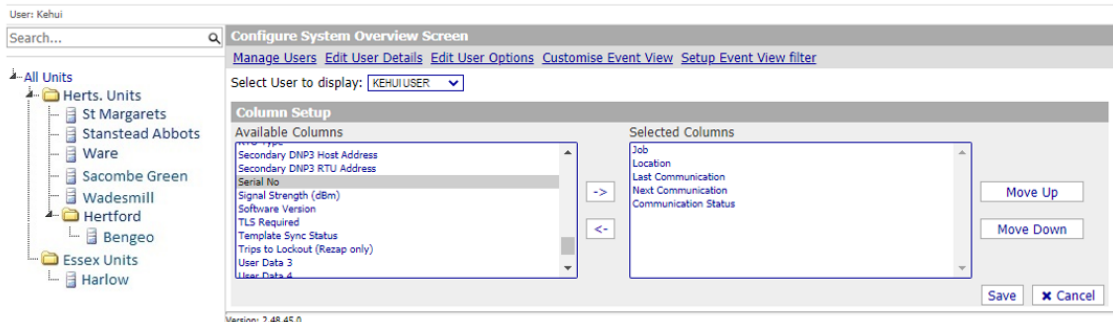 User: Kehui
Search...
All Units
Herts. Units
St Margarets
Stanstead Abbots
Ware
Sacombe Green
Wadesmill
Hertford
Bengeo
Essex Units
Harlow
Configure System Overview Screen
Manage Users Edit User Details Edit User Options Customise Event View Setup Event View filter
Select User to display: KEHUIUSER
Column Setup
Available Columns
RTU Type
Secondary DNP3 Host Address
Secondary DNP3 RTU Address
Serial No
Signal Strength (dBm)
Software Version
TLS Required
Template Sync Status
Trips to Lockout (Rezap only)
User Data 3
User Data 4
->
<-
Selected Columns
Job
Location
Last Communication
Next Communication
Communication Status
Move Up
Move Down
Save ✖ Cancel
Version: 2.48.45.0